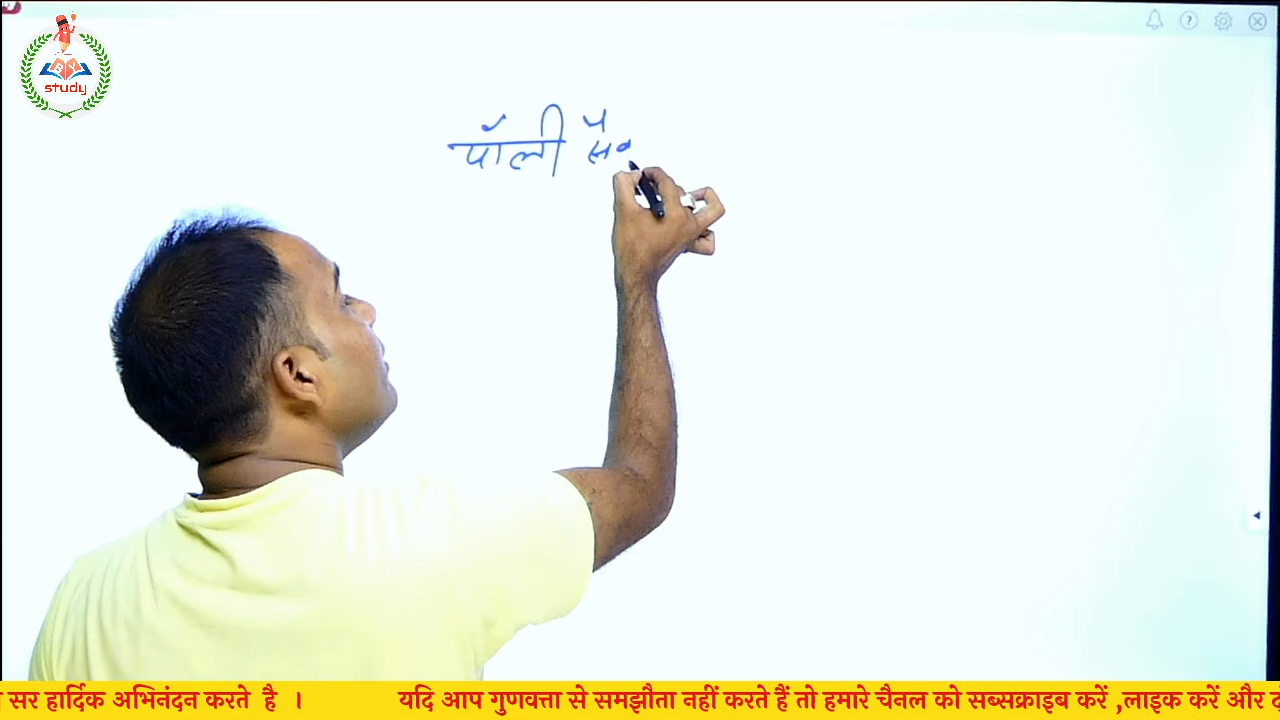 BY
study
पॉली सै
सर हार्दिक अभिनंदन करते है । यदि आप गुणवत्ता से समझौता नहीं करते हैं तो हमारे चैनल को सब्सक्राइब करें ,लाइक करें और